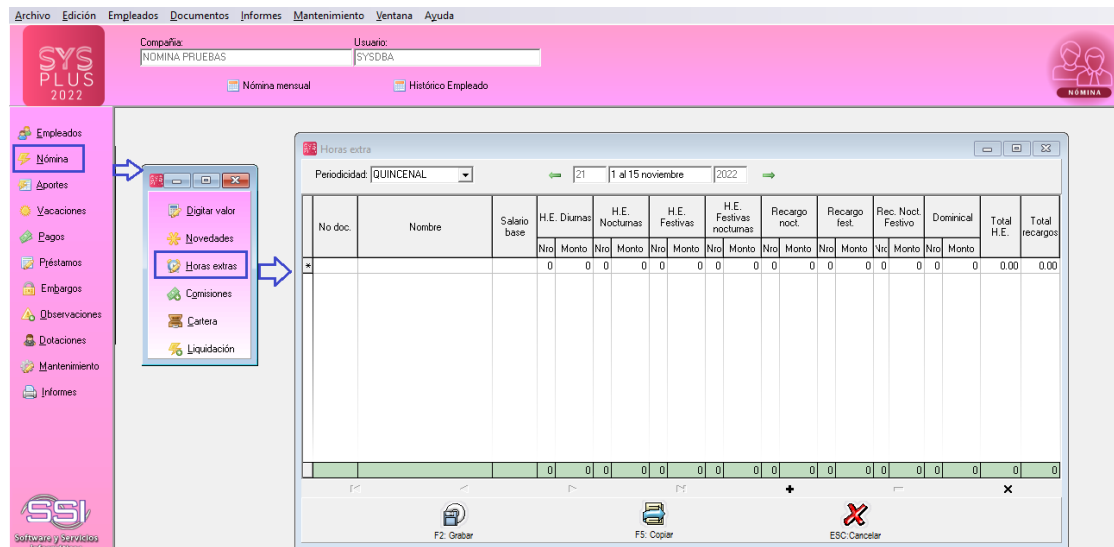 Archivo Edición Empleados Documentos Informes Mantenimiento Ventana Ayuda
SYS
PLUS
2022
Compañia:
NOMINA PRUEBAS
Usuario:
SYSDBA
Nómina mensual
Histórico Empleado
NÓMINA
Empleados
Nómina
Aportes
Vacaciones
Pagos
Préstamos
Embargos
Observaciones
Dotaciones
Mantenimiento
Informes
SSI
Software y Servicios
Digitar valor
Novedades
Horas extras
Comisiones
Cartera
Liquidación
Horas extra
Periodicidad: QUINCENAL 21 1 al 15 noviembre 2022
No doc. Nombre Salario base H.E. Diurnas H.E. Nocturnas H.E. Festivas H.E. Festivas nocturnas Recargo noct. Recargo fest. Rec. Noct. Festivo Dominical Total H.E. Total recargos
Nro Monto Nro Monto Nro Monto Nro Monto Nro Monto Nro Monto Nro Monto Nro Monto
* 0 0 0 0 0 0 0 0 0 0 0 0 0 0 0 0 0.00 0.00
0 0 0 0 0 0 0 0 0 0 0 0 0 0 0 0 0 0
F2: Grabar
F5: Copiar
ESC:Cancelar